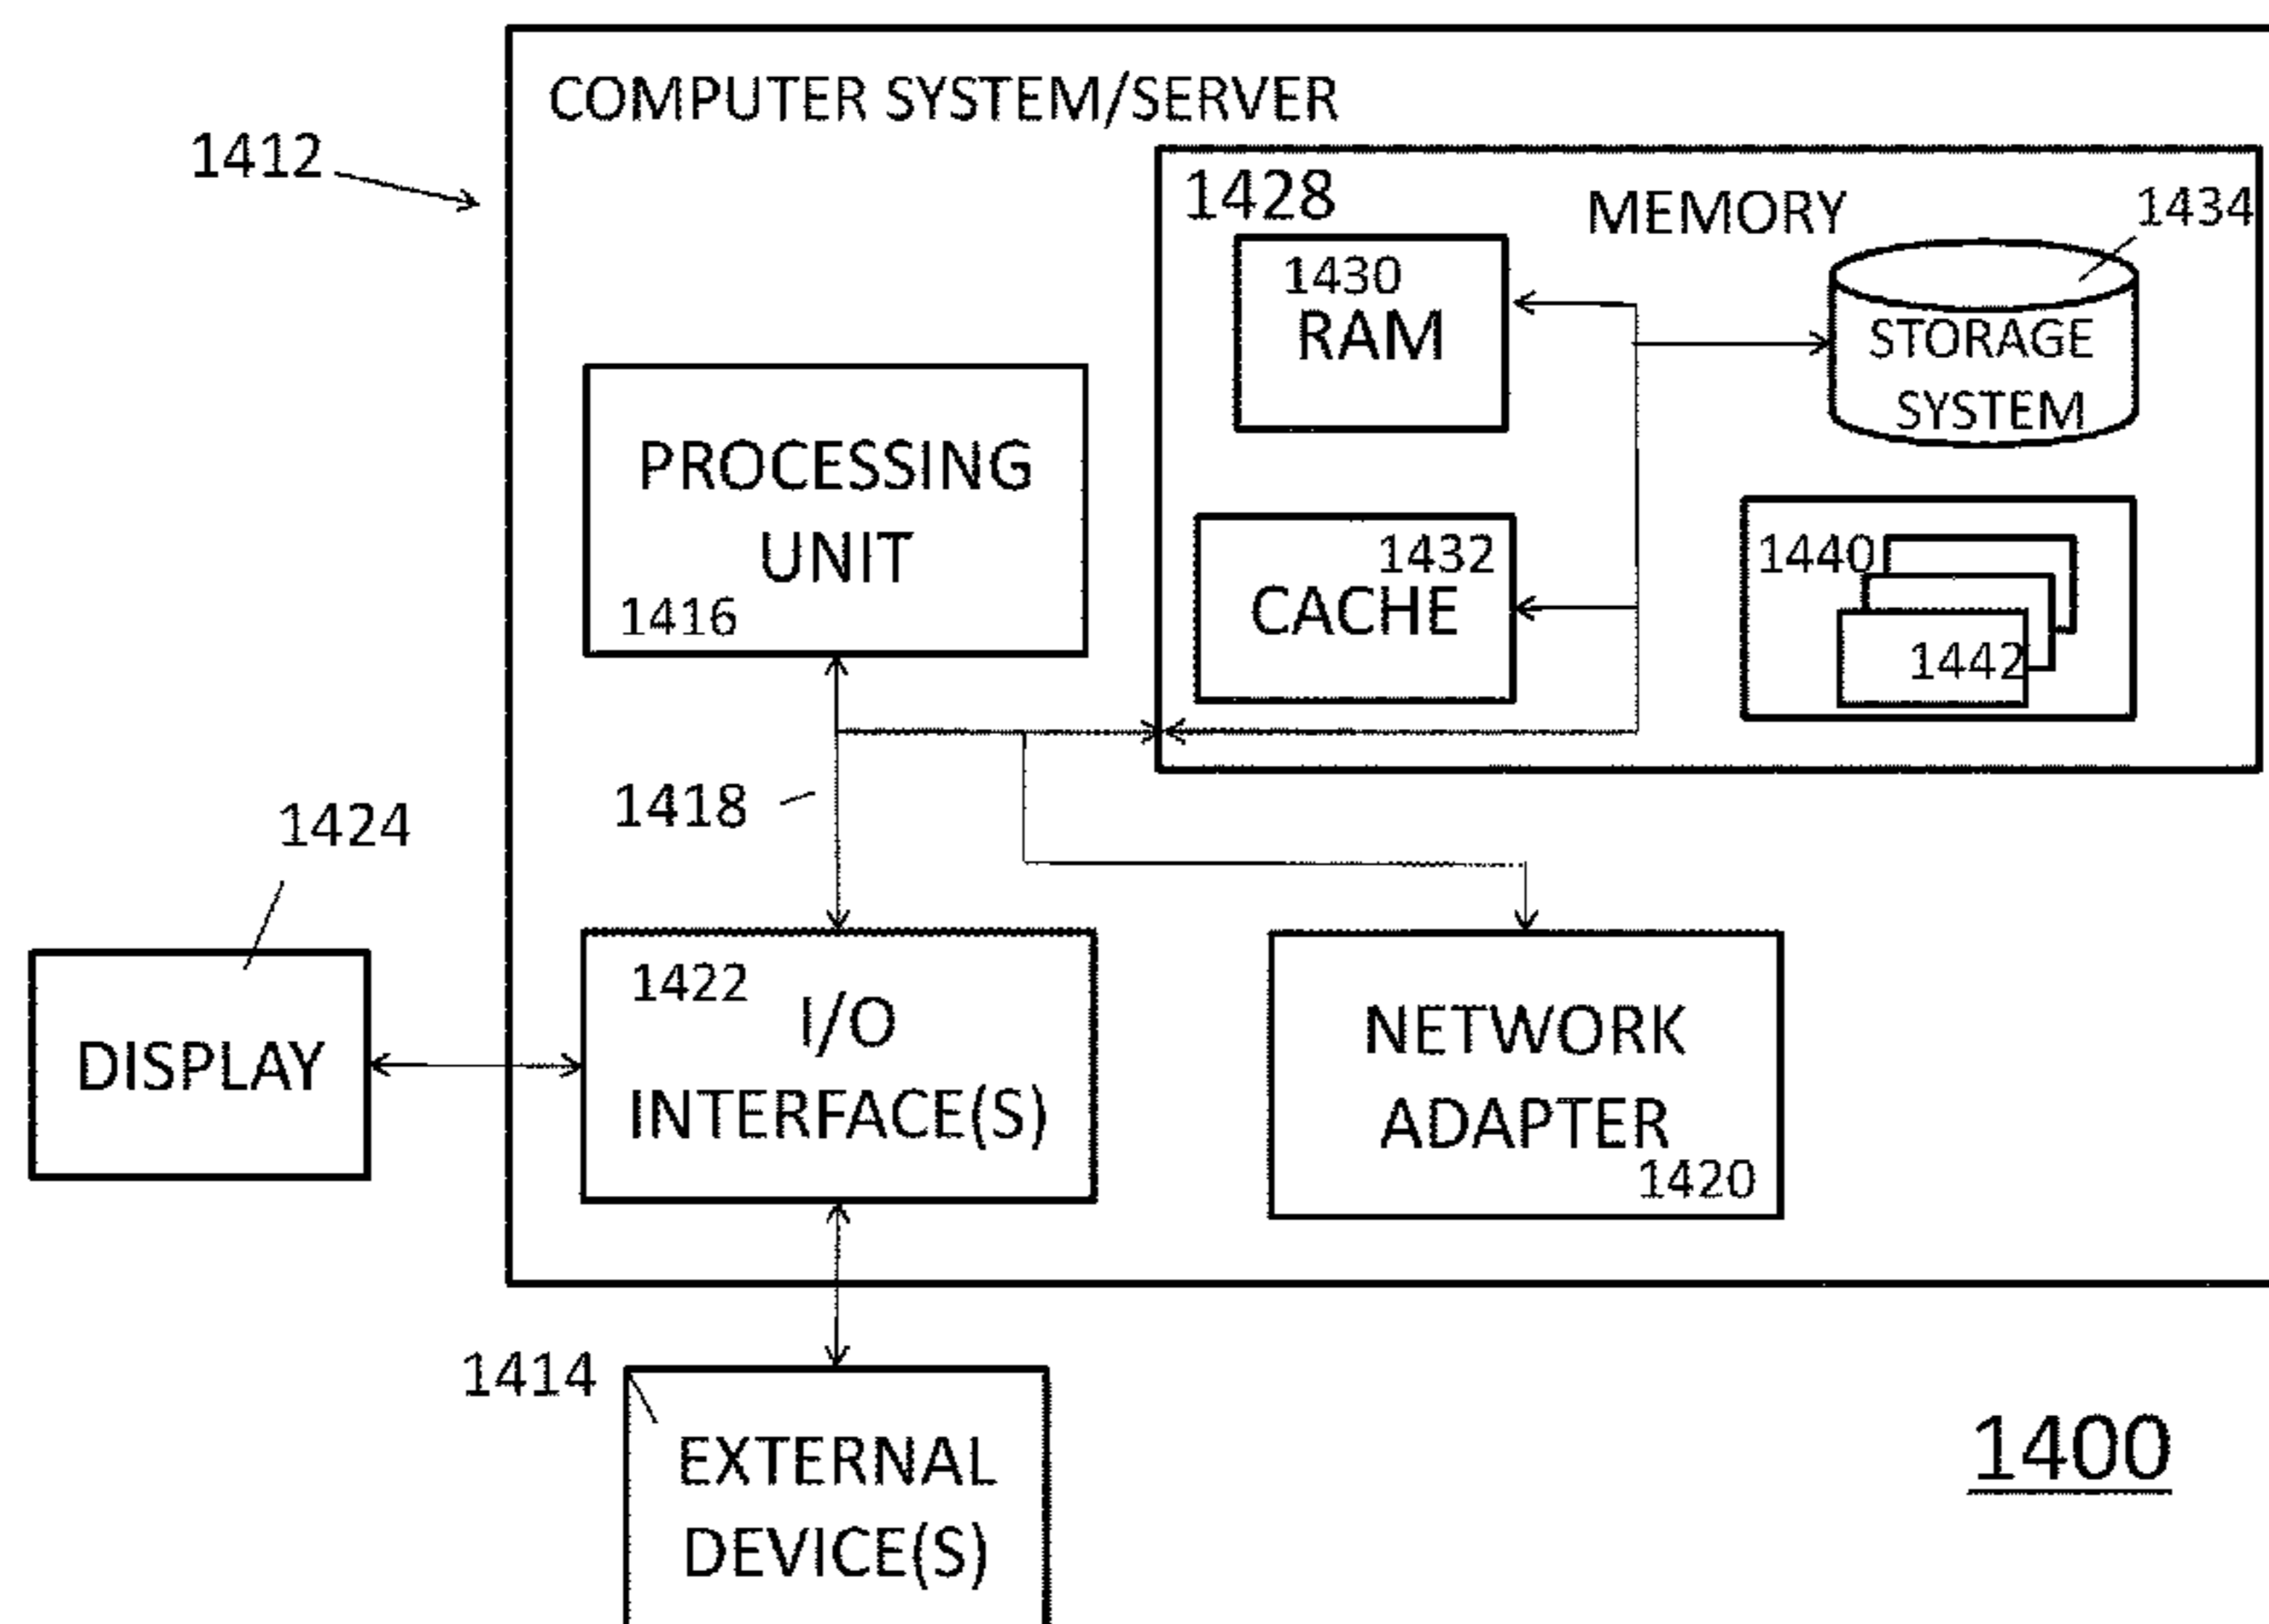 COMPUTER SYSTEM/SERVER
1412
1428
MEMORY
1434
1430
RAM
STORAGE
SYSTEM
PROCESSING
UNIT
1416
1432
CACHE
1440
1442
1418
1424
DISPLAY
1422
I/O
INTERFACE(S)
NETWORK
ADAPTER
1420
1414
EXTERNAL
DEVICE(S)
1400